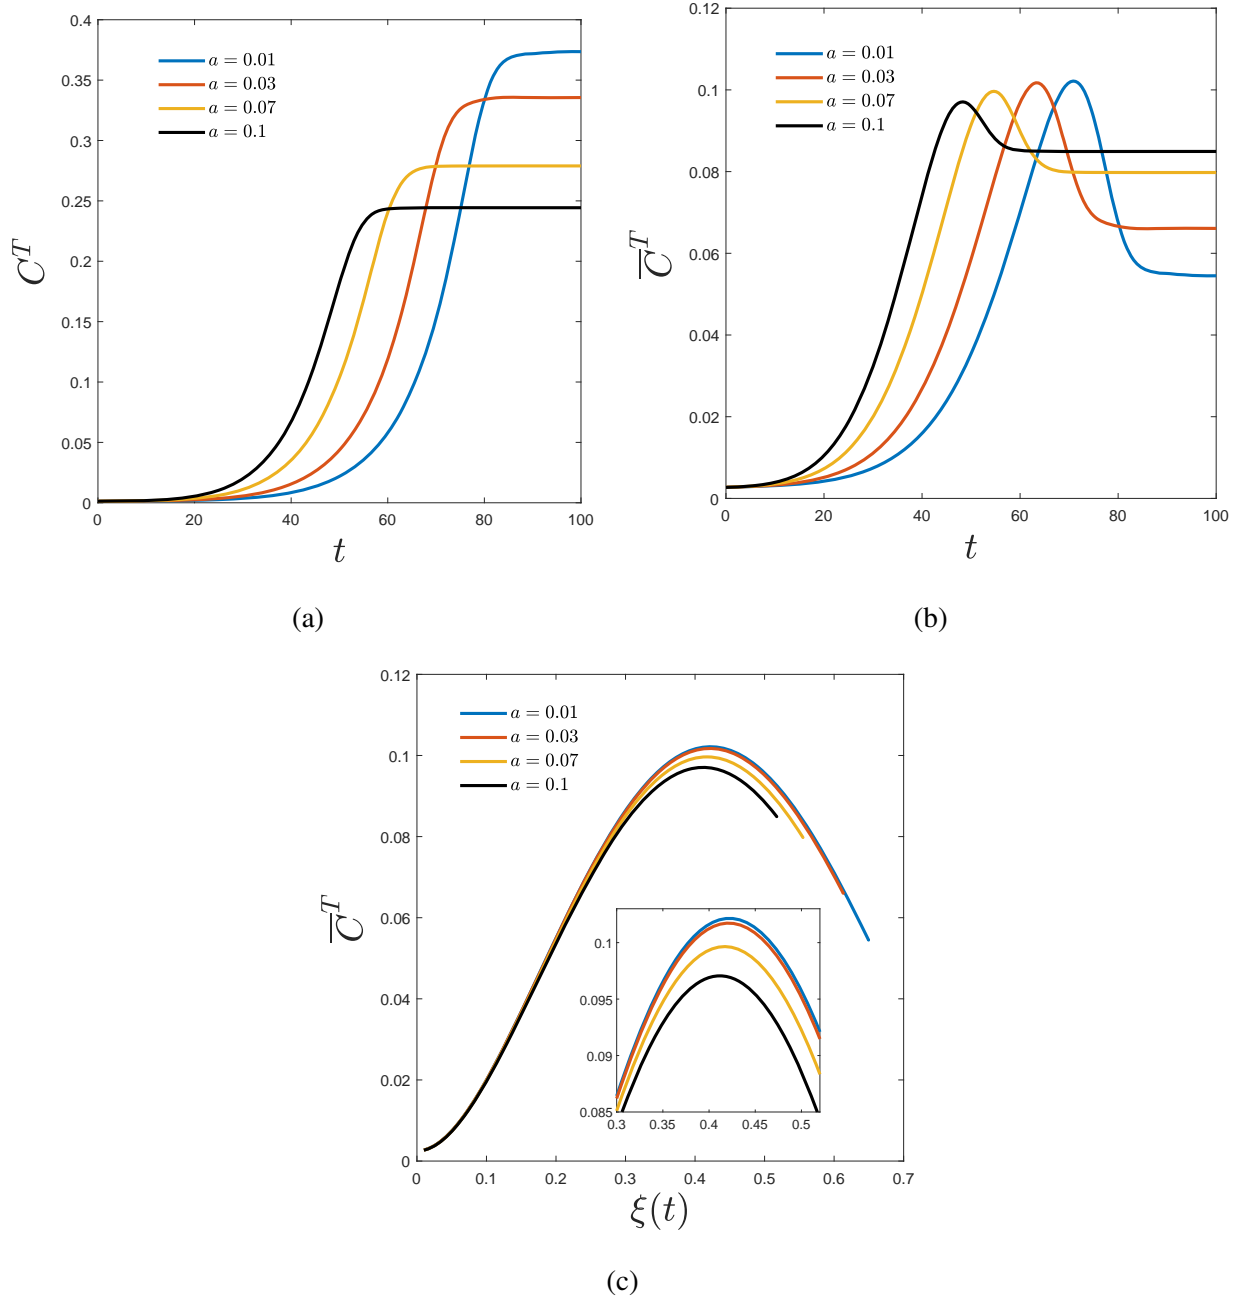 0.4
0.35
0.3
0.25
0.2
0.15
0.1
0.05
0
C^T
a = 0.01
a = 0.03
a = 0.07
a = 0.1
0 20 40 60 80 100
t
(a)
0.12
0.1
0.08
0.06
0.04
0.02
0
\overline{C}^T
a = 0.01
a = 0.03
a = 0.07
a = 0.1
0 20 40 60 80 100
t
(b)
0.12
0.1
0.08
0.06
0.04
0.02
0
\overline{C}^T
a = 0.01
a = 0.03
a = 0.07
a = 0.1
0.1
0.095
0.09
0.085
0.3 0.35 0.4 0.45 0.5
0 0.1 0.2 0.3 0.4 0.5 0.6 0.7
ξ(t)
(c)